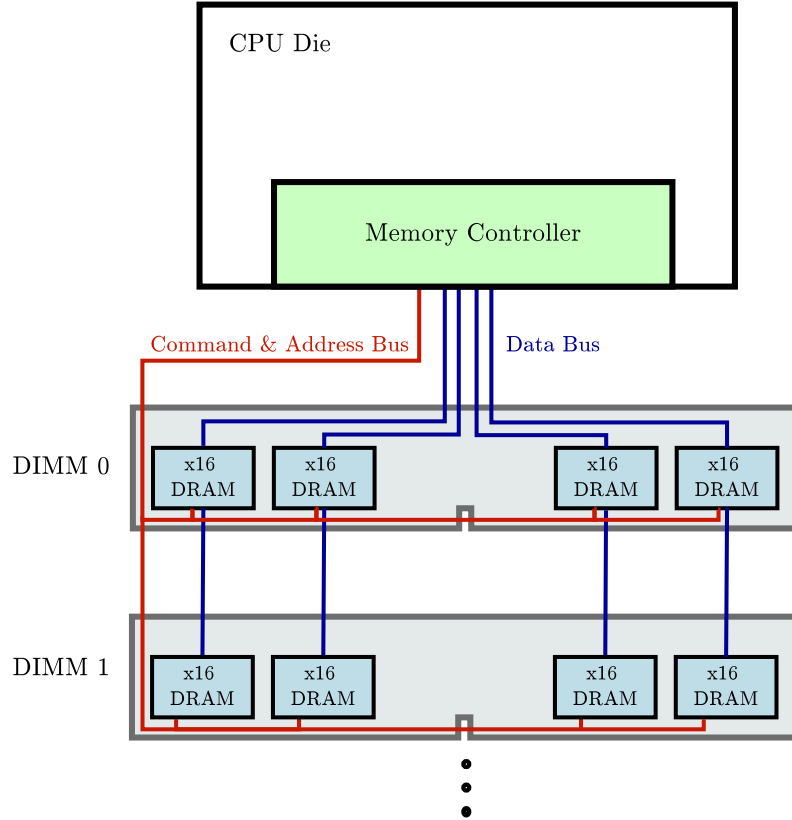 CPU Die
Memory Controller
Command & Address Bus
Data Bus
DIMM 0
x16
DRAM
x16
DRAM
x16
DRAM
x16
DRAM
DIMM 1
x16
DRAM
x16
DRAM
x16
DRAM
x16
DRAM